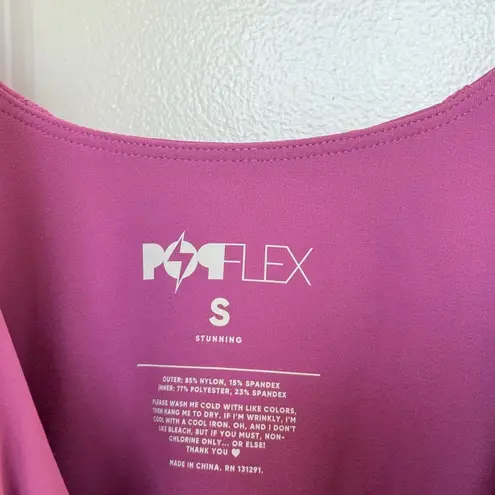 POPFLEX
S
STUNNING
OUTER: 85% NYLON, 15% SPANDEX
INNER: 77% POLYESTER, 23% SPANDEX
PLEASE WASH ME COLD WITH LIKE COLORS,
THEN HANG ME TO DRY. IF I'M WRINKLY, I'M
COOL WITH A COOL IRON. OH, AND I DON'T
LIKE BLEACH, BUT IF YOU MUST, NON-
CHLORINE ONLY... OR ELSE!
THANK YOU ♥
MADE IN CHINA. RN 131291.